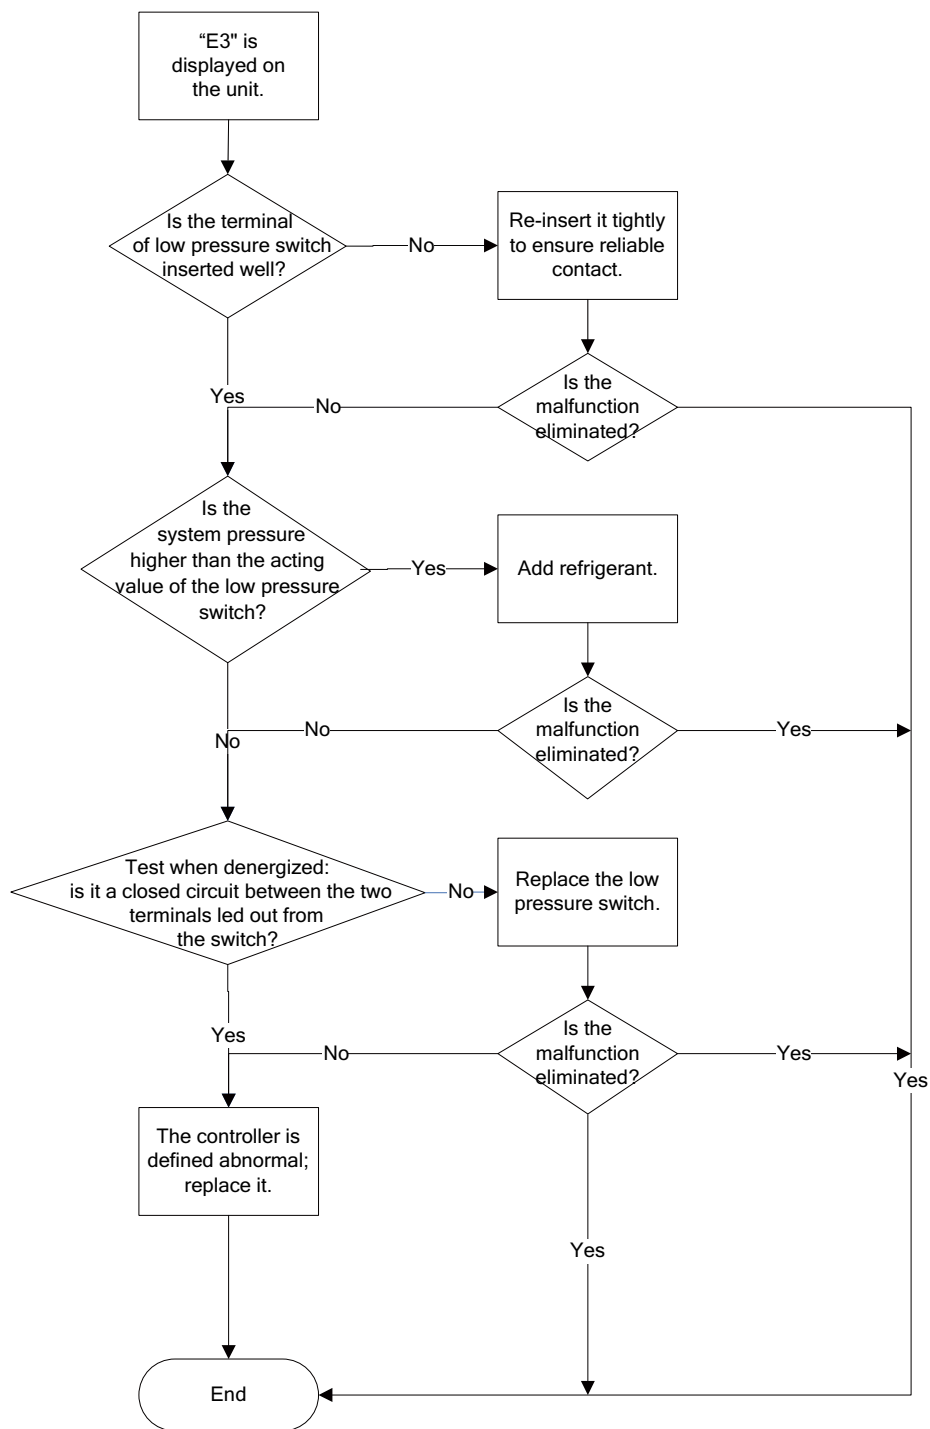 “E3" is
displayed on
the unit.
Is the terminal
of low pressure switch
inserted well?
No
Re-insert it tightly
to ensure reliable
contact.
Yes
No
Is the
malfunction
eliminated?
Is the
system pressure
higher than the acting
value of the low pressure
switch?
Yes
Add refrigerant.
No
No
Is the
malfunction
eliminated?
Yes
Test when denergized:
is it a closed circuit between the two
terminals led out from
the switch?
No
Replace the low
pressure switch.
Yes
No
Is the
malfunction
eliminated?
Yes
Yes
The controller is
defined abnormal;
replace it.
Yes
End